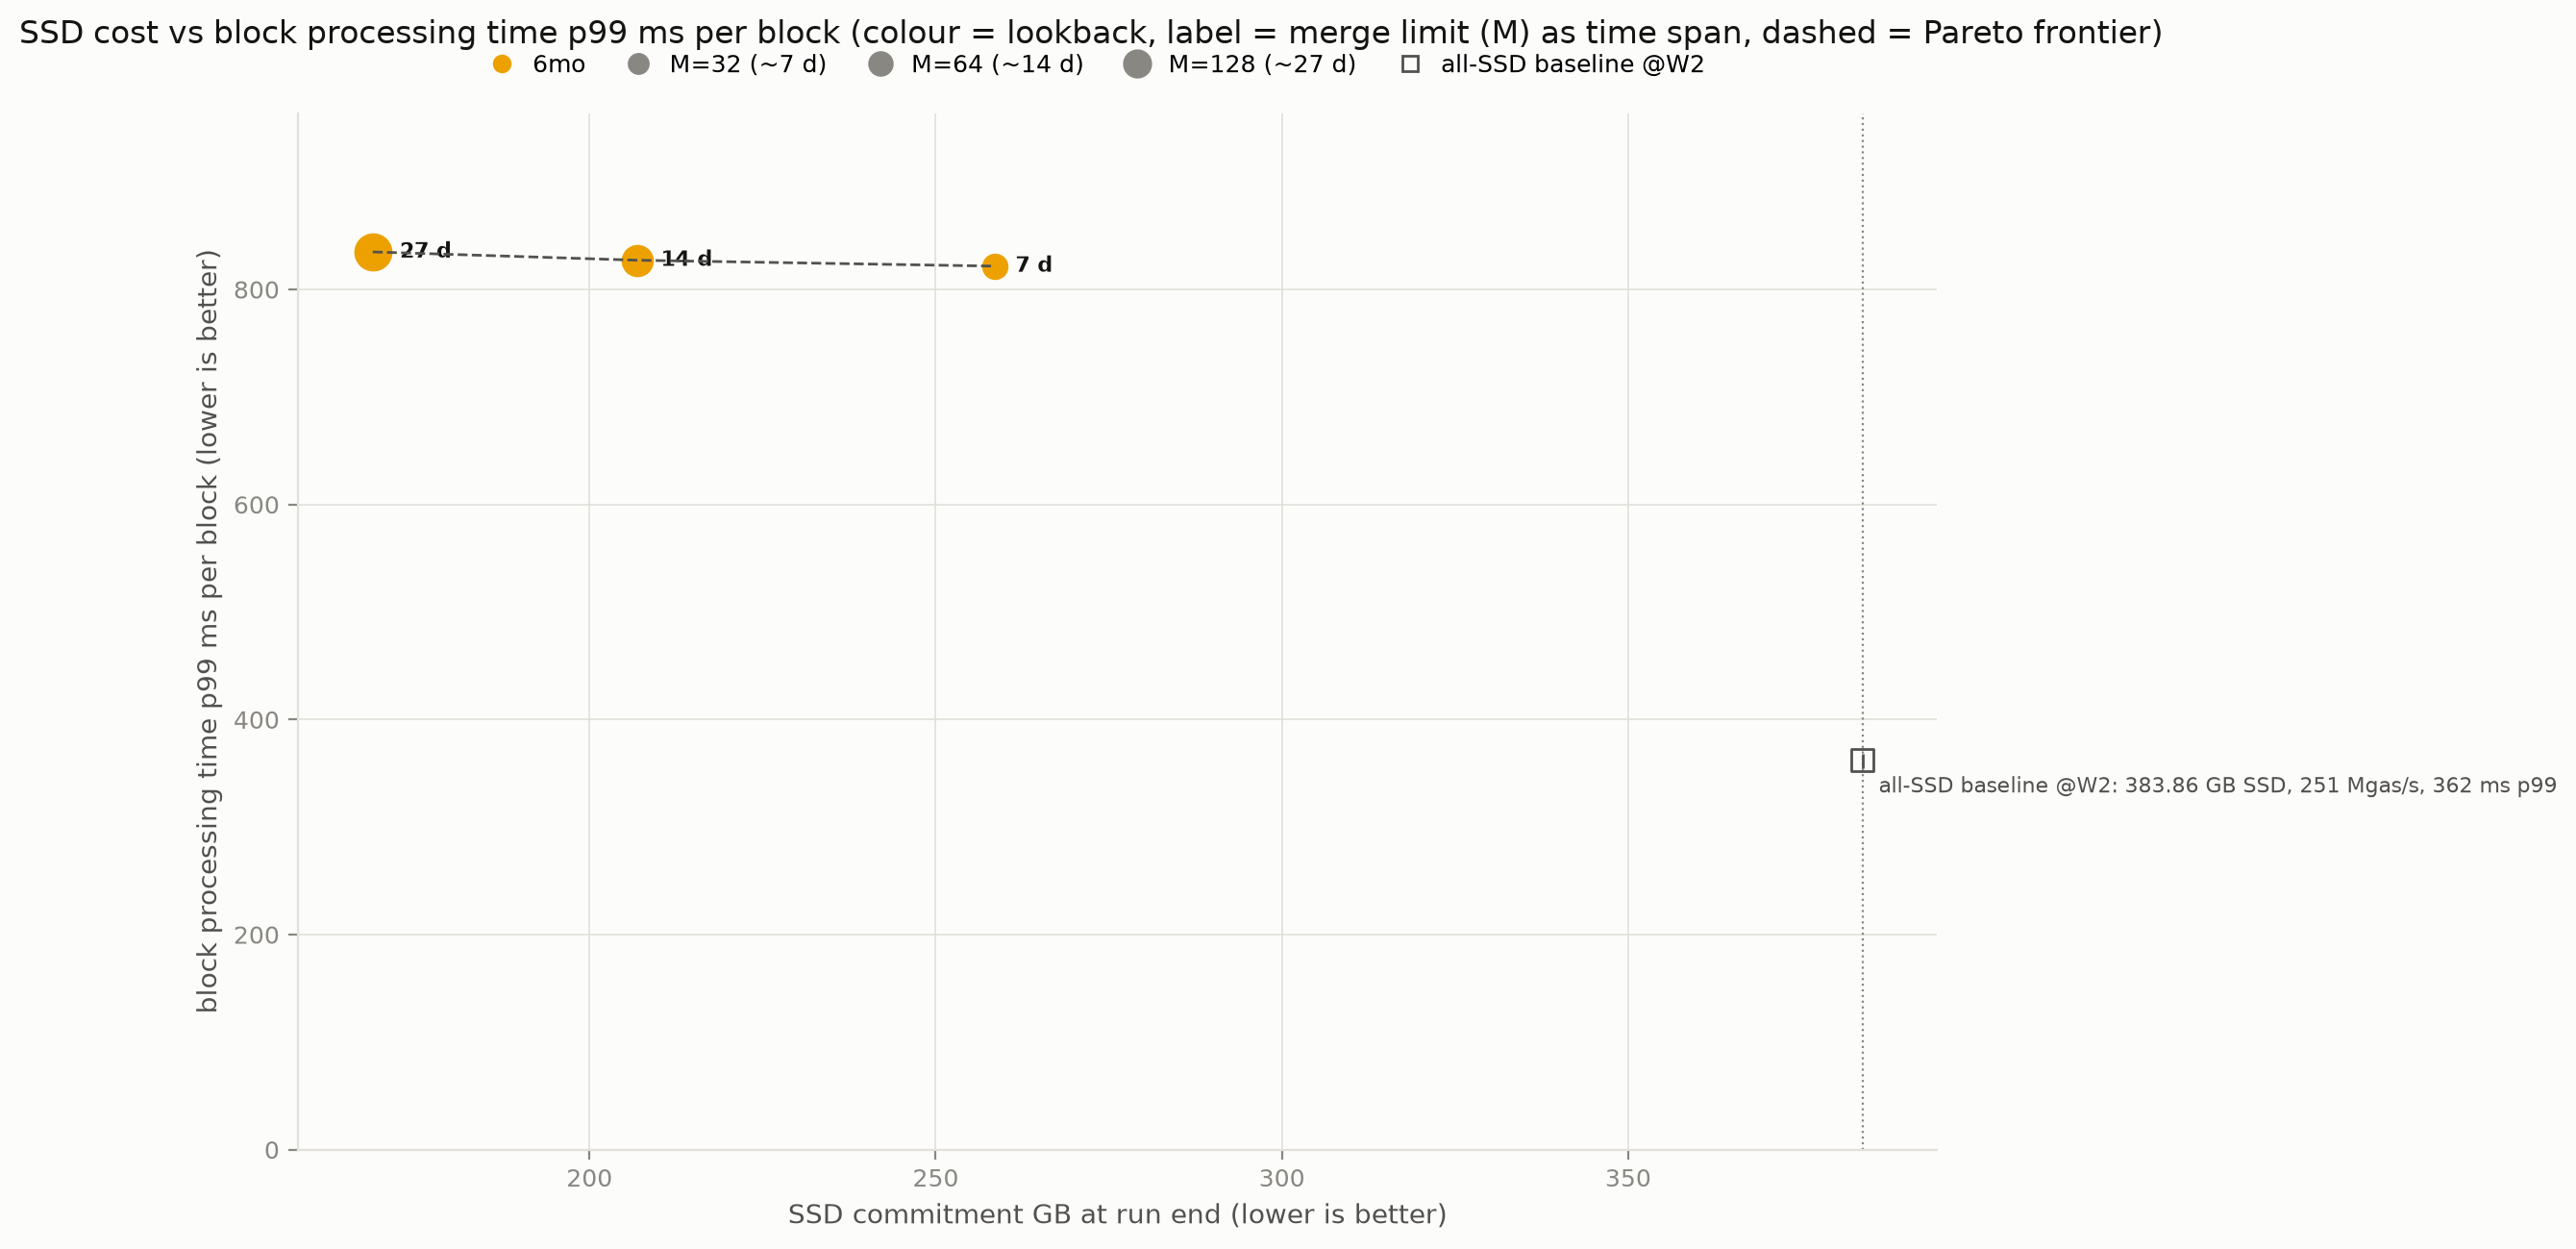 SSD cost vs block processing time p99 ms per block (colour = lookback, label = merge limit (M) as time span, dashed = Pareto frontier)
6mo M=32 (~7 d) M=64 (~14 d) M=128 (~27 d) all-SSD baseline @W2
block processing time p99 ms per block (lower is better)
800
600
400
200
0
27 d
14 d
7 d
all-SSD baseline @W2: 383.86 GB SSD, 251 Mgas/s, 362 ms p99
200 250 300 350
SSD commitment GB at run end (lower is better)